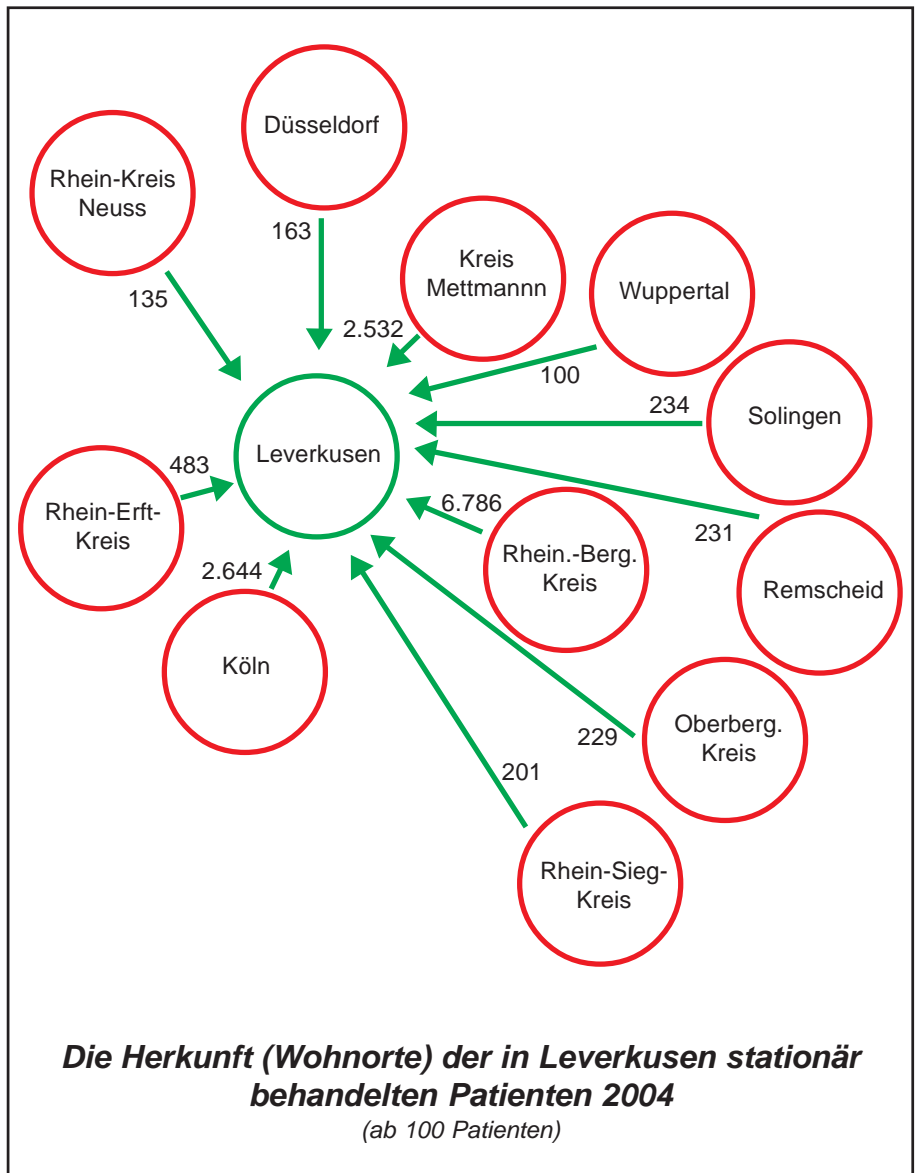 Düsseldorf
Rhein-Kreis
Neuss
163
135
Kreis
Mettmannn
2.532
Wuppertal
100
234
Solingen
Leverkusen
483
Rhein-Erft-
Kreis
6.786
Rhein.-Berg.
Kreis
231
Remscheid
2.644
Köln
229
Oberberg.
Kreis
201
Rhein-Sieg-
Kreis
Die Herkunft (Wohnorte) der in Leverkusen stationär
behandelten Patienten 2004
(ab 100 Patienten)